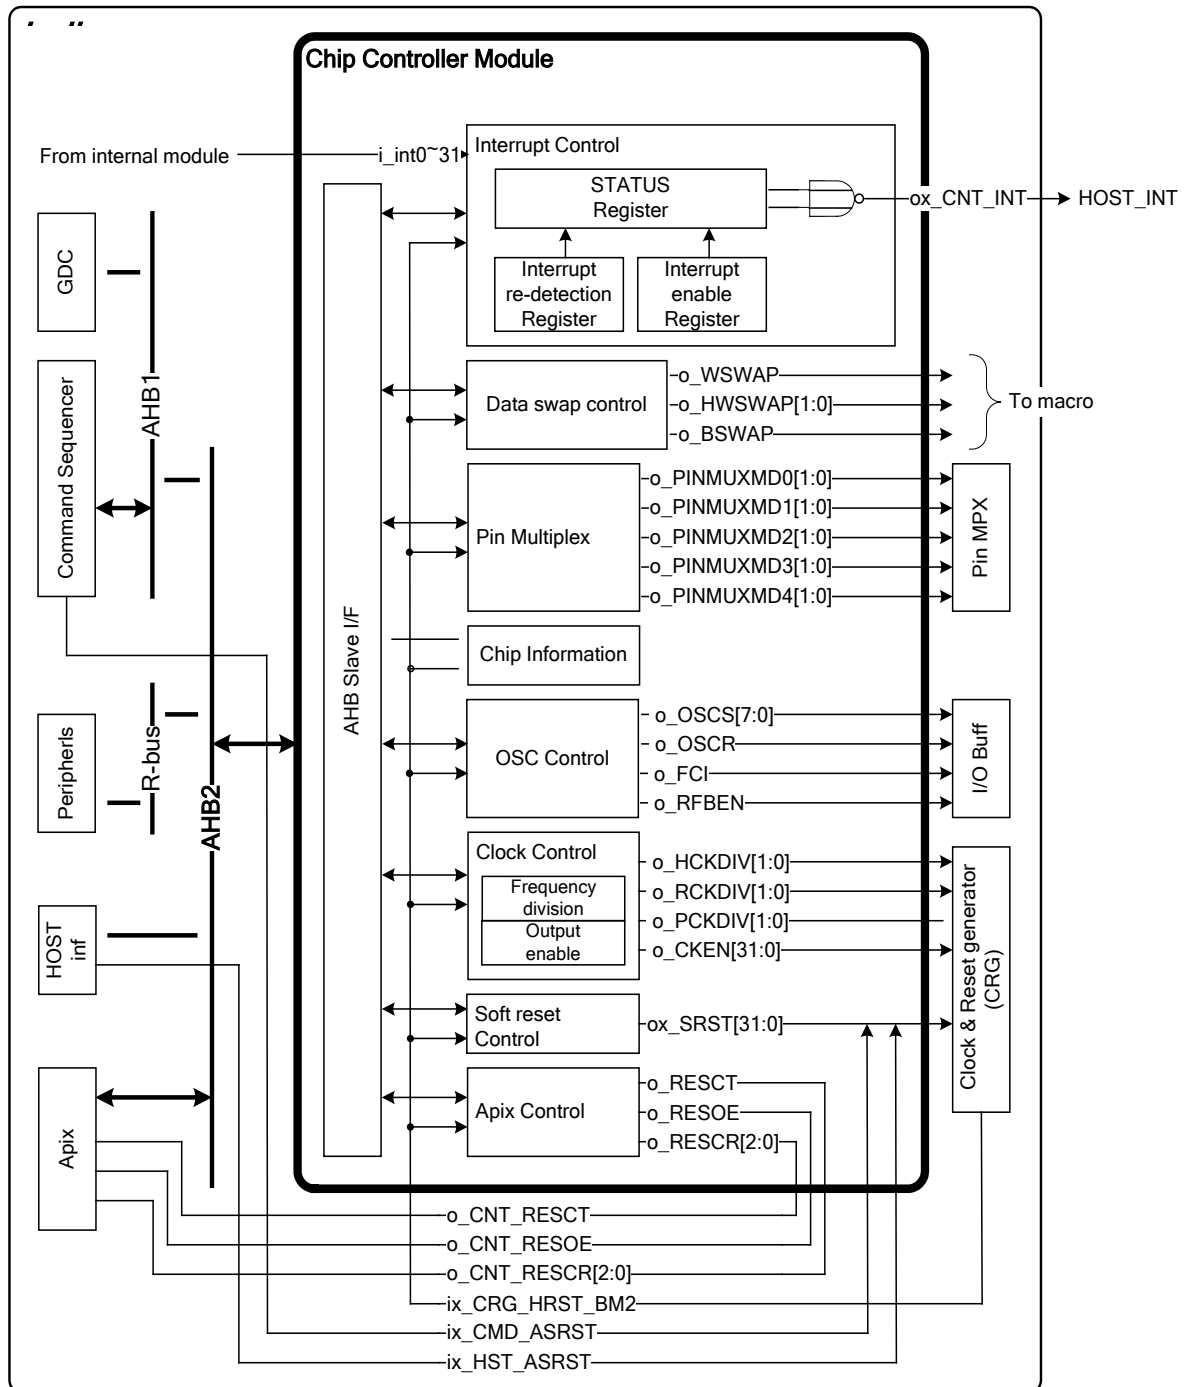 Chip Controller Module
From internal module
i_int0~31
Interrupt Control
STATUS
Register
Interrupt
re-detection
Register
Interrupt
enable
Register
ox_CNT_INT
HOST_INT
GDC
AHB1
Command Sequencer
AHB2
R-bus
Peripherls
HOST
inf
Apix
AHB Slave I/F
Data swap control
o_WSWAP
o_HWSWAP[1:0]
o_BSWAP
To macro
Pin Multiplex
o_PINMUXMD0[1:0]
o_PINMUXMD1[1:0]
o_PINMUXMD2[1:0]
o_PINMUXMD3[1:0]
o_PINMUXMD4[1:0]
Pin MPX
Chip Information
OSC Control
o_OSCS[7:0]
o_OSCR
o_FCI
o_RFBEN
I/O Buff
Clock Control
Frequency
division
Output
enable
o_HCKDIV[1:0]
o_RCKDIV[1:0]
o_PCKDIV[1:0]
o_CKEN[31:0]
Clock & Reset generator
(CRG)
Soft reset
Control
ox_SRST[31:0]
Apix Control
o_RESCT
o_RESOE
o_RESCR[2:0]
o_CNT_RESCT
o_CNT_RESOE
o_CNT_RESCR[2:0]
ix_CRG_HRST_BM2
ix_CMD_ASRST
ix_HST_ASRST